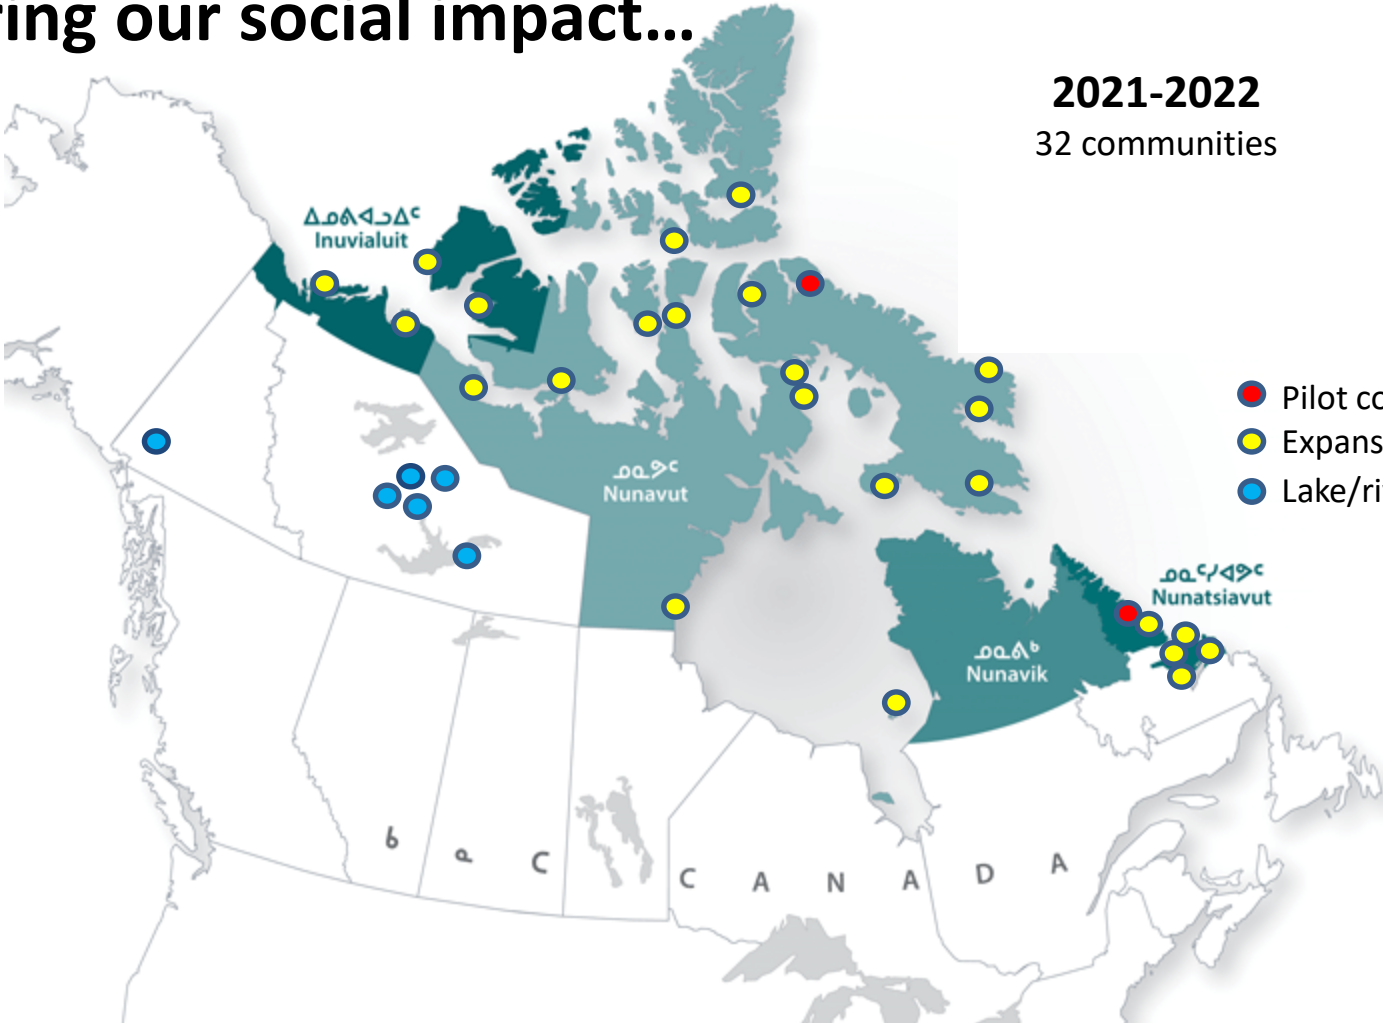 ring our social impact...
2021-2022
32 communities
ᐃᓄᕕᐊᓗᐃᑦ
Inuvialuit
Pilot co
Expans
Lake/ri
ᓄᓇᕗᑦ
Nunavut
ᓄᓇᑦᓯᐊᕗᑦ
Nunatsiavut
ᓄᓇᕕᒃ
Nunavik
ᑲ ᓇ ᑕ
C A N A D A